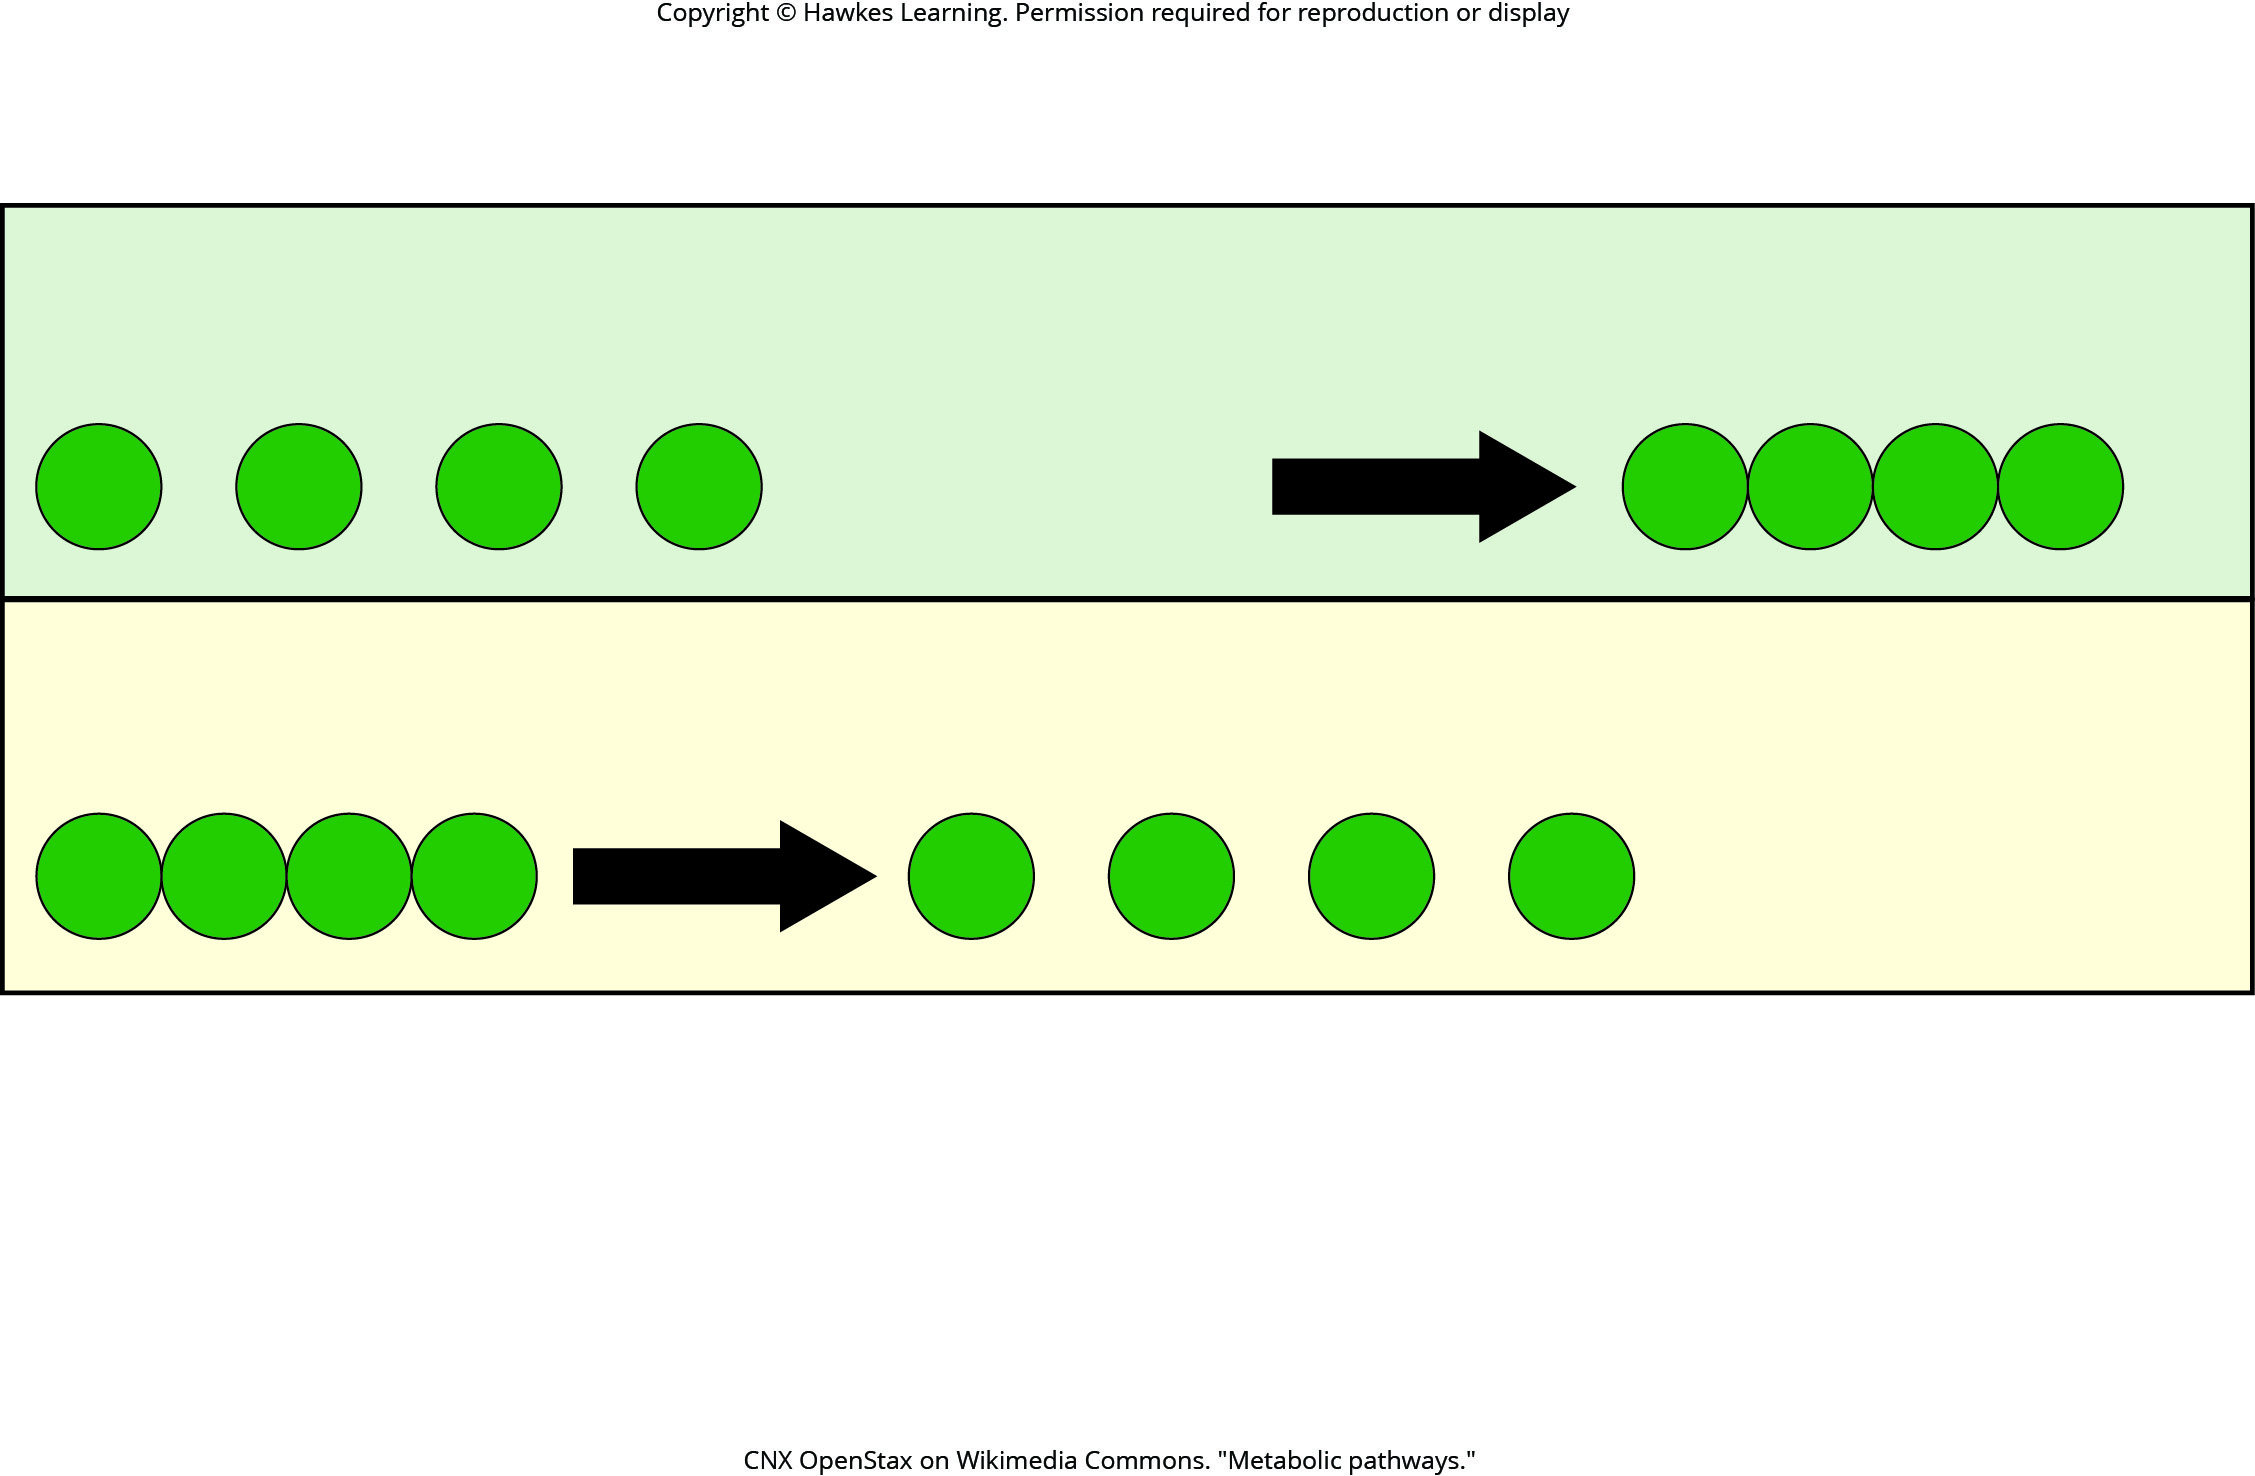 Copyright © Hawkes Learning. Permission required for reproduction or display
CNX OpenStax on Wikimedia Commons. "Metabolic pathways."